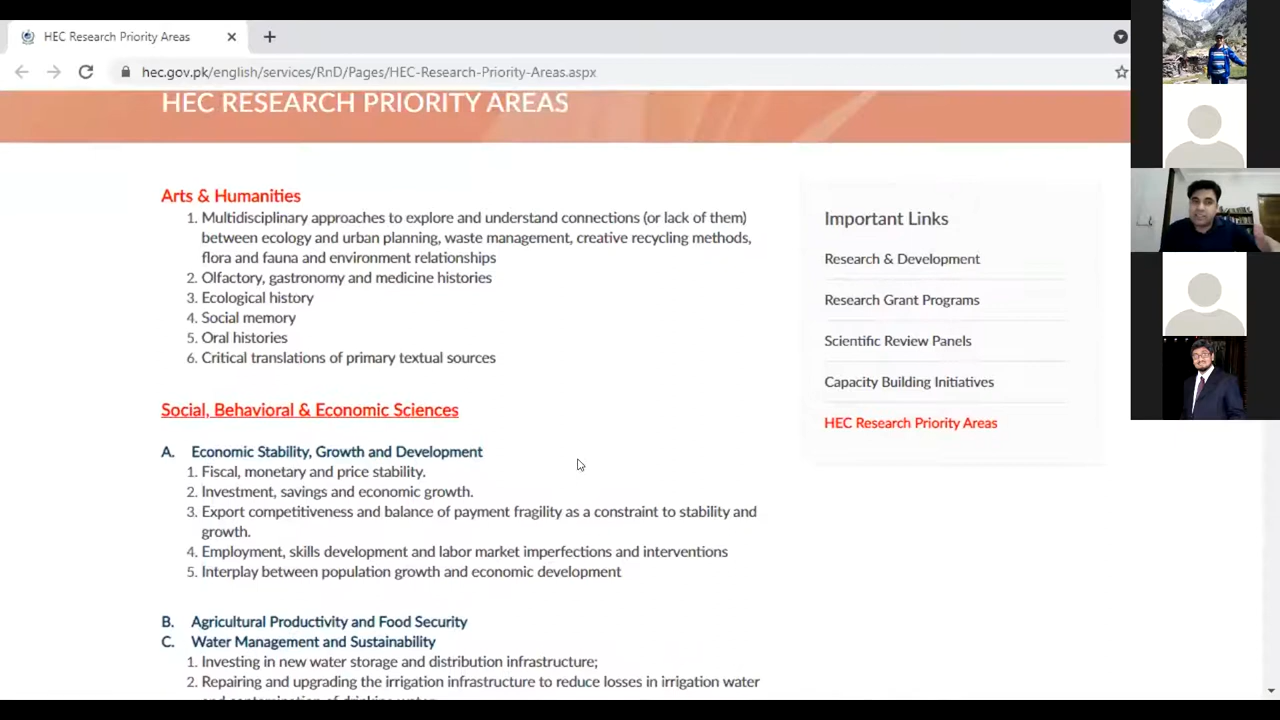 HEC Research Priority Areas
hec.gov.pk/english/services/RnD/Pages/HEC-Research-Priority-Areas.aspx
HEC RESEARCH PRIORITY AREAS
Arts & Humanities
1. Multidisciplinary approaches to explore and understand connections (or lack of them)
between ecology and urban planning, waste management, creative recycling methods,
flora and fauna and environment relationships
2. Olfactory, gastronomy and medicine histories
3. Ecological history
4. Social memory
5. Oral histories
6. Critical translations of primary textual sources
Social, Behavioral & Economic Sciences
A. Economic Stability, Growth and Development
1. Fiscal, monetary and price stability.
2. Investment, savings and economic growth.
3. Export competitiveness and balance of payment fragility as a constraint to stability and
growth.
4. Employment, skills development and labor market imperfections and interventions
5. Interplay between population growth and economic development
B. Agricultural Productivity and Food Security
C. Water Management and Sustainability
1. Investing in new water storage and distribution infrastructure;
2. Repairing and upgrading the irrigation infrastructure to reduce losses in irrigation water
and contamination of drinking water
Important Links
Research & Development
Research Grant Programs
Scientific Review Panels
Capacity Building Initiatives
HEC Research Priority Areas